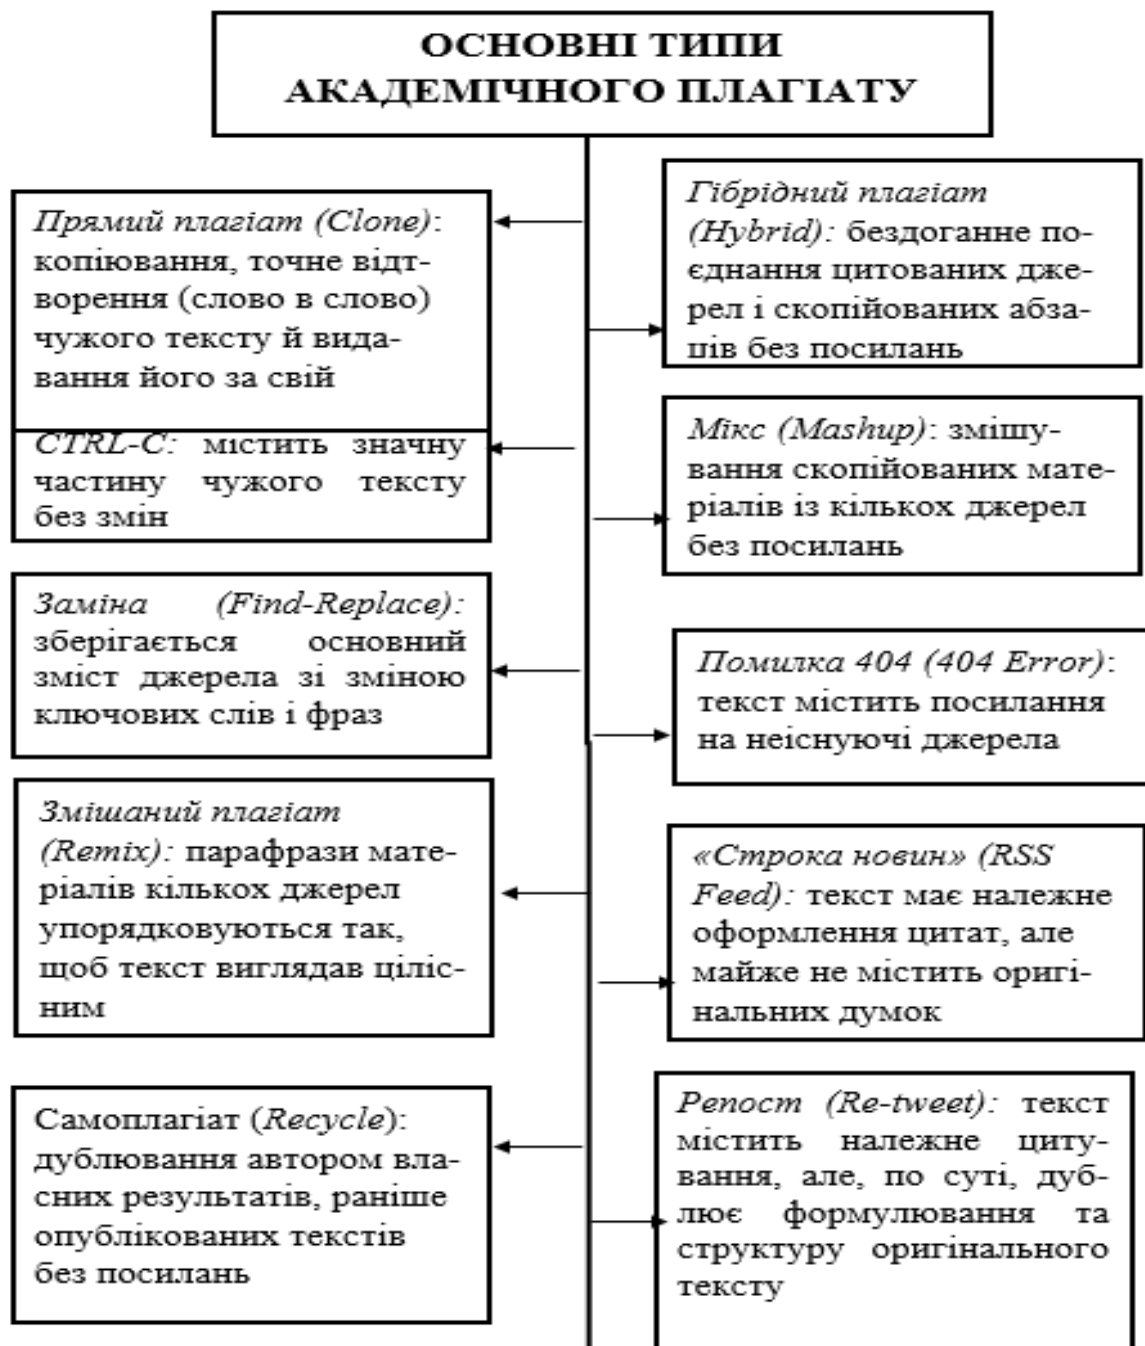 ОСНОВНІ ТИПИ
АКАДЕМІЧНОГО ПЛАГІАТУ
Прямий плагіат (Clone):
копіювання, точне відт-
ворення (слово в слово)
чужого тексту й вида-
вання його за свій
CTRL-C: містить значну
частину чужого тексту
без змін
Заміна (Find-Replace):
зберігається основний
зміст джерела зі зміною
ключових слів і фраз
Змішаний плагіат
(Remix): парафрази мате-
ріалів кількох джерел
упорядковуються так,
щоб текст виглядав ціліс-
ним
Самоплагіат (Recycle):
дублювання автором вла-
сних результатів, раніше
опублікованих текстів
без посилань
Гібрідний плагіат
(Hybrid): бездоганне по-
єднання цитованих дже-
рел і скопійованих абза-
ців без посилань
Мікс (Mashup): змішу-
вання скопійованих мате-
ріалів із кількох джерел
без посилань
Помилка 404 (404 Error):
текст містить посилання
на неіснуючі джерела
«Строка новин» (RSS
Feed): текст має належне
оформлення цитат, але
майже не містить оригі-
нальних думок
Репост (Re-tweet): текст
містить належне циту-
вання, але, по суті, дуб-
лює формулювання та
структуру оригінального
тексту